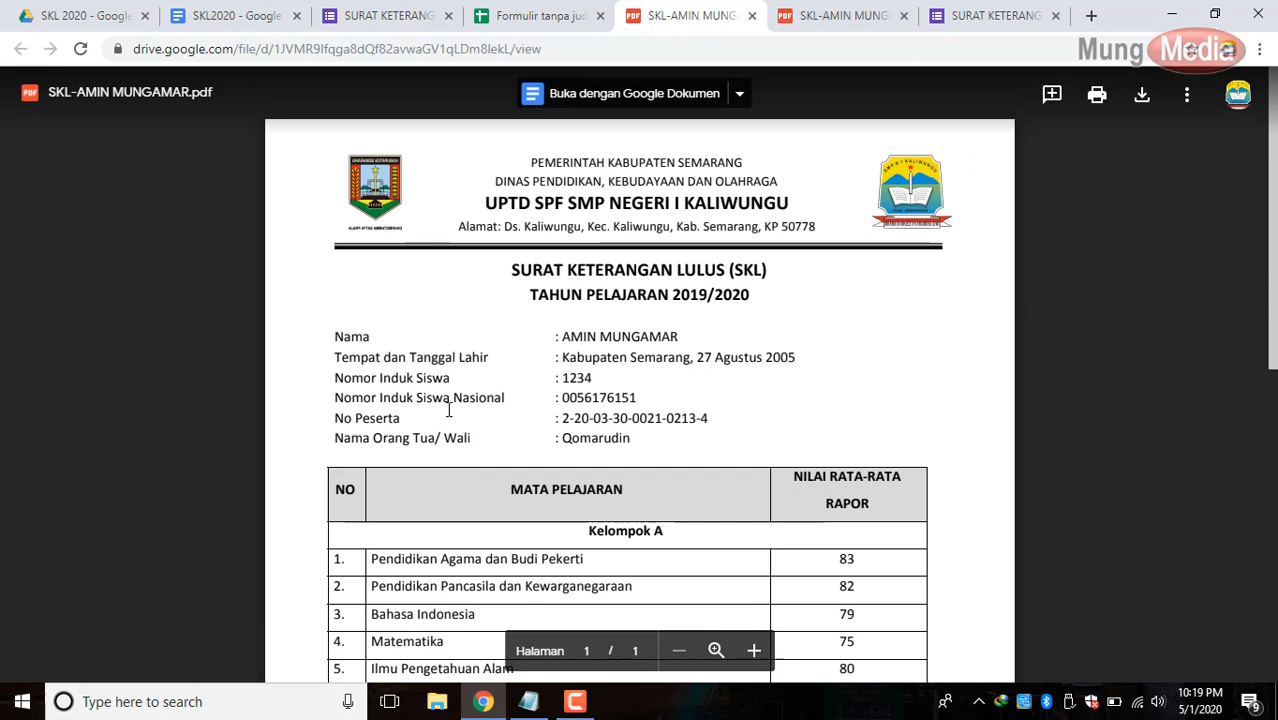 SKL 2020 - Goog
SKL2020 - Google
SURAT KETERANG
Formulir tanpa jud
SKL-AMIN MUNGA
SKL-AMIN MUNGA
SURAT KETERANG
drive.google.com/file/d/1JVMR9Ifqga8dQf82avwaGV1qLDm8lekL/view
Mung Media
PDF SKL-AMIN MUNGAMAR.pdf
Buka dengan Google Dokumen
PEMERINTAH KABUPATEN SEMARANG
DINAS PENDIDIKAN, KEBUDAYAAN DAN OLAHRAGA
UPTD SPF SMP NEGERI I KALIWUNGU
Alamat: Ds. Kaliwungu, Kec. Kaliwungu, Kab. Semarang, KP 50778
SURAT KETERANGAN LULUS (SKL)
TAHUN PELAJARAN 2019/2020
Nama : AMIN MUNGAMAR
Tempat dan Tanggal Lahir : Kabupaten Semarang, 27 Agustus 2005
Nomor Induk Siswa : 1234
Nomor Induk Siswa Nasional : 0056176151
No Peserta : 2-20-03-30-0021-0213-4
Nama Orang Tua/ Wali : Qomarudin
NO MATA PELAJARAN NILAI RATA-RATA RAPOR
Kelompok A
1. Pendidikan Agama dan Budi Pekerti 83
2. Pendidikan Pancasila dan Kewarganegaraan 82
3. Bahasa Indonesia 79
4. Matematika 75
5. Ilmu Pengetahuan Alam 80
Halaman 1 / 1
Type here to search
10:19 PM
5/1/2020
9